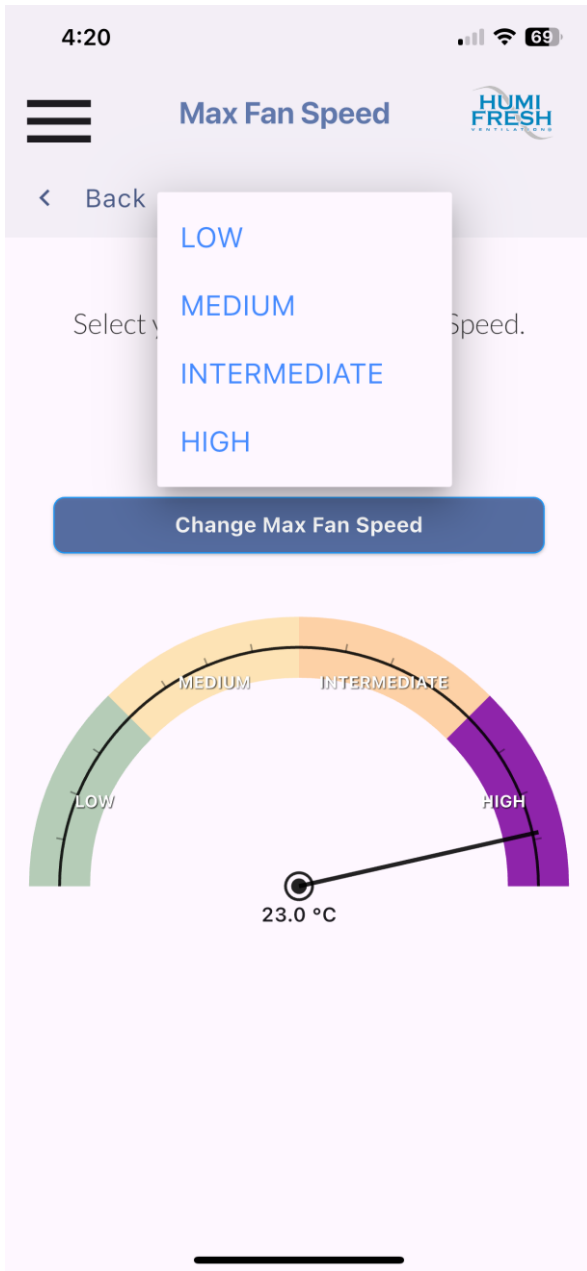 4:20
69
Max Fan Speed
HUMI
FRESH
VENTILATIONS
Back
LOW
MEDIUM
Select Speed.
INTERMEDIATE
HIGH
Change Max Fan Speed
MEDIUM INTERMEDIATE
LOW HIGH
23.0 °C